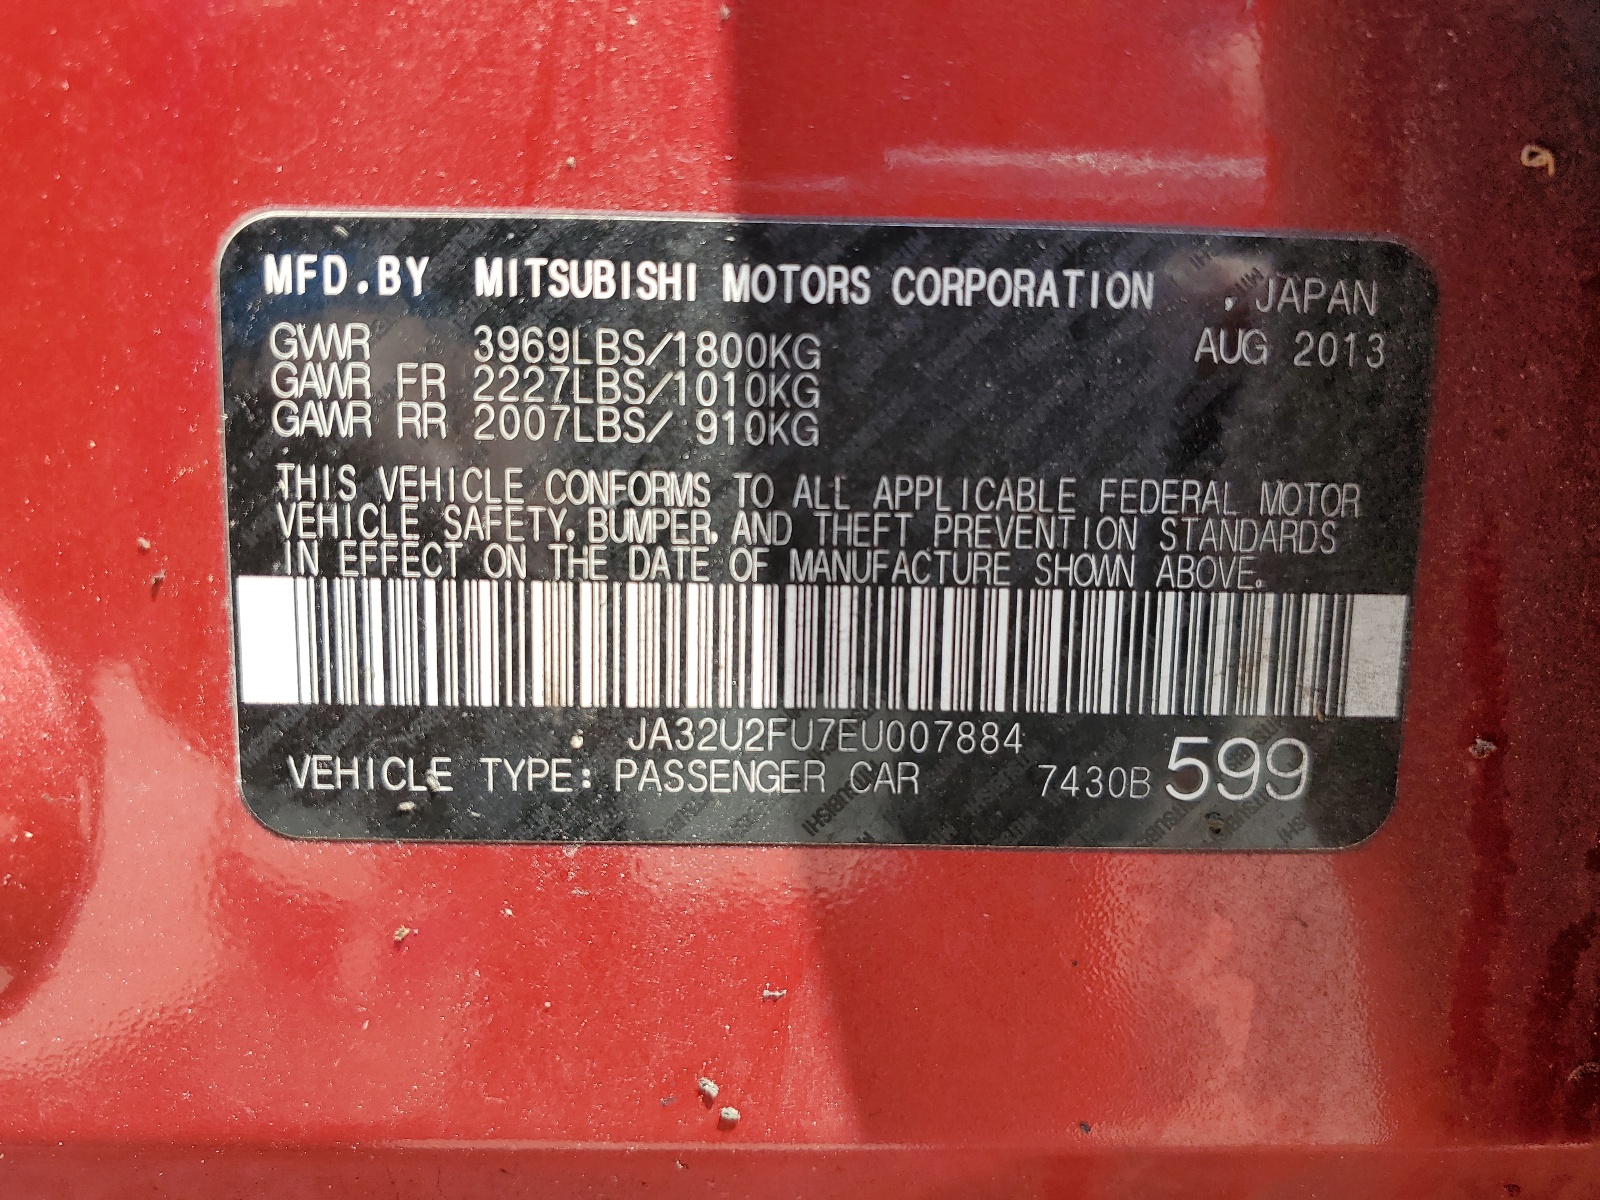 MFD.BY MITSUBISHI MOTORS CORPORATION , JAPAN
GVWR 3969LBS/1800KG AUG 2013
GAWR FR 2227LBS/1010KG
GAWR RR 2007LBS/ 910KG
THIS VEHICLE CONFORMS TO ALL APPLICABLE FEDERAL MOTOR
VEHICLE SAFETY, BUMPER, AND THEFT PREVENTION STANDARDS
IN EFFECT ON THE DATE OF MANUFACTURE SHOWN ABOVE.
JA32U2FU7EU007884
VEHICLE TYPE: PASSENGER CAR 7430B 599